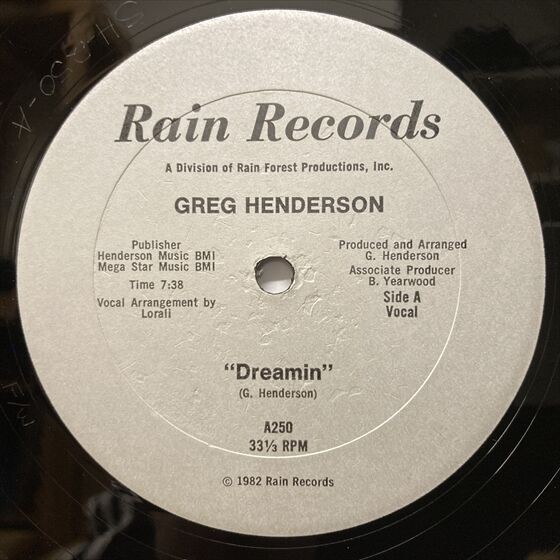 Rain Records
A Division of Rain Forest Productions, Inc.
GREG HENDERSON
Publisher
Henderson Music BMI
Mega Star Music BMI
Time 7:38
Vocal Arrangement by
Lorali
Produced and Arranged
G. Henderson
Associate Producer
B. Yearwood
Side A
Vocal
"Dreamin"
(G. Henderson)
A250
33⅓ RPM
© 1982 Rain Records